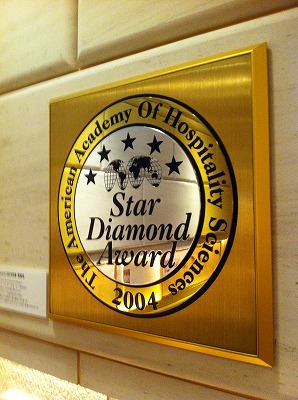 The American Academy Of Hospitality Sciences
Star
Diamond
Award
2004